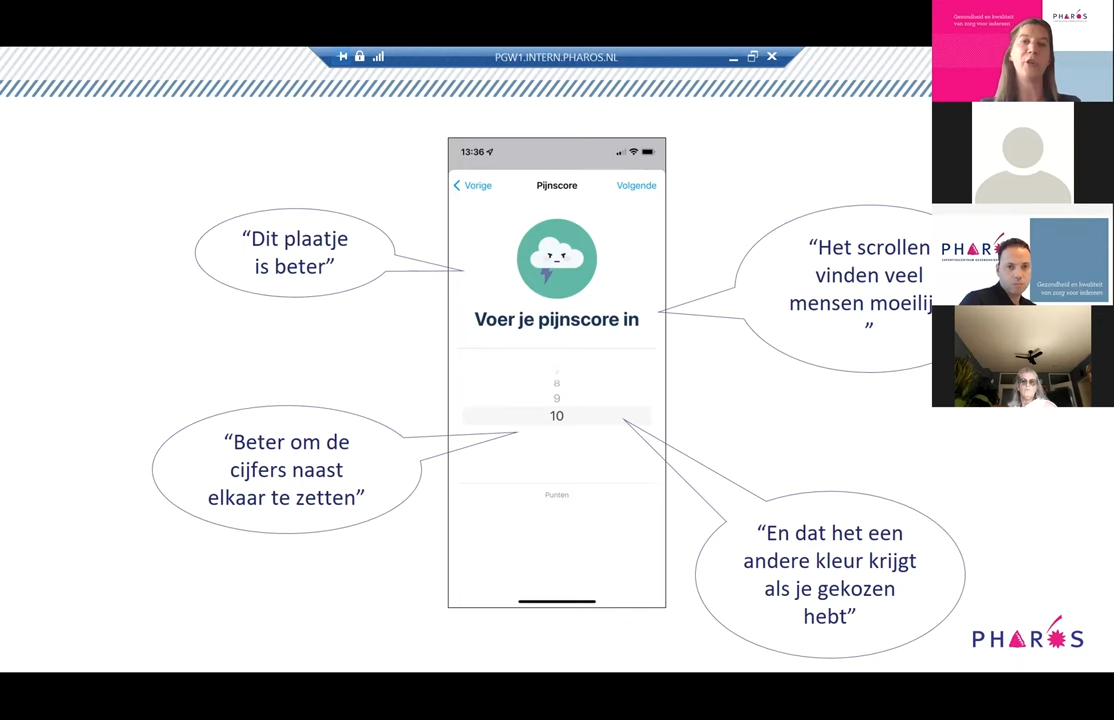 PGW1.INTERN.PHAROS.NL
Gezondheid en kwaliteit
van zorg voor iedereen
PHAROS
13:36
Vorige
Pijnscore
Volgende
“Dit plaatje
is beter”
“Het scrollen
vinden veel
mensen moeilij
”
PHAR
Gezondheid en kwaliteit
van zorg voor iedereen
Voer je pijnscore in
8
9
10
“Beter om de
cijfers naast
elkaar te zetten”
Punten
“En dat het een
andere kleur krijgt
als je gekozen
hebt”
PHAROS